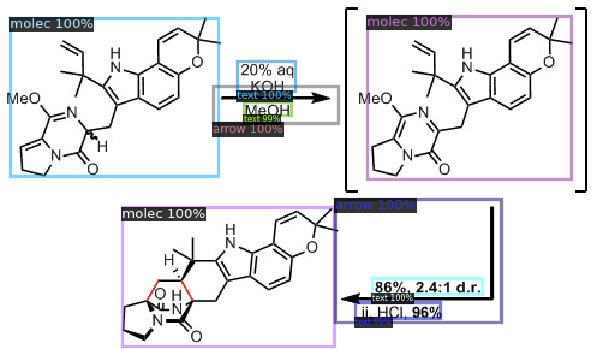 molec 100%
molec 100%
H
N
O
MeO
N
N
H
O
20% aq
KOH
text 100%
MeOH
text 99%
arrow 100%
H
N
O
MeO
N
N
O
molec 100%
arrow 100%
H
N
O
H
O
H
N
N
O
86%, 2.4:1 d.r.
text 100%
ii. HCl, 96%
text 99%